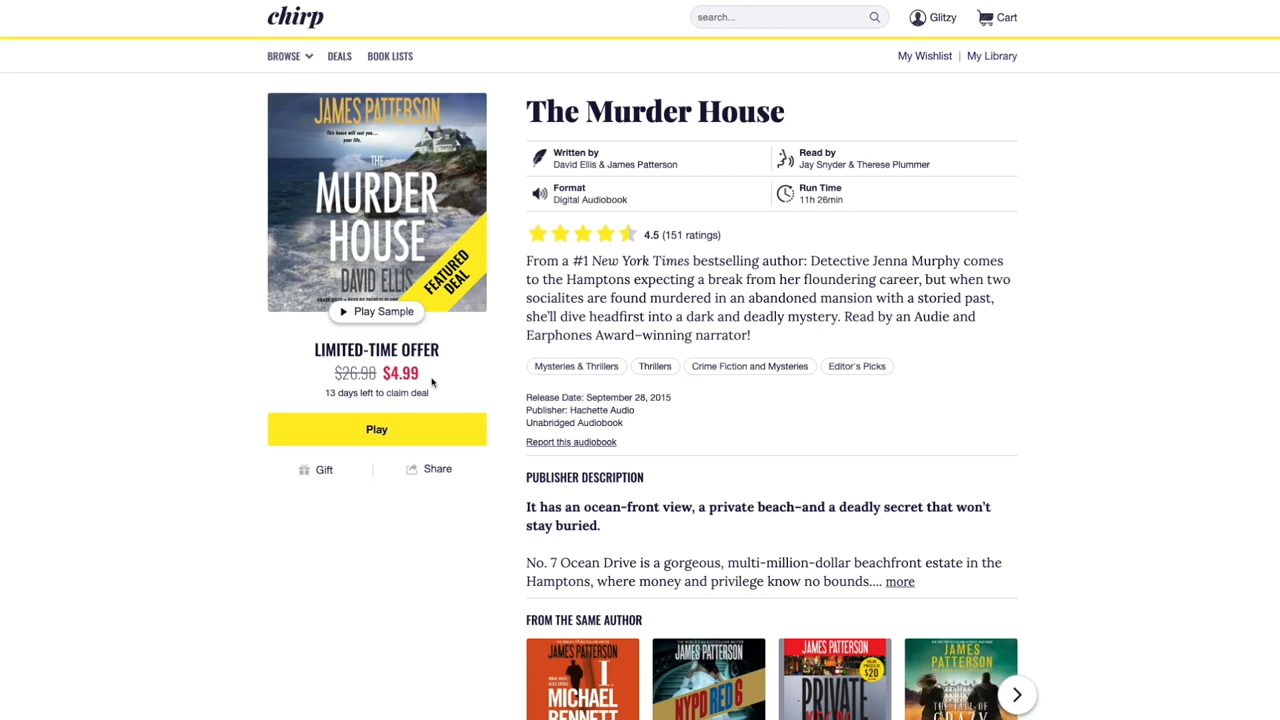 chirp
search...
Glitzy
Cart
BROWSE
DEALS
BOOK LISTS
My Wishlist | My Library
JAMES PATTERSON
This house will cost you...
your life.
THE
MURDER
HOUSE
DAVID ELLIS
FEATURED
DEAL
Play Sample
LIMITED-TIME OFFER
$26.98 $4.99
13 days left to claim deal
Play
Gift
Share
The Murder House
Written by
David Ellis & James Patterson
Read by
Jay Snyder & Therese Plummer
Format
Digital Audiobook
Run Time
11h 26min
4.5 (151 ratings)
From a #1 New York Times bestselling author: Detective Jenna Murphy comes
to the Hamptons expecting a break from her floundering career, but when two
socialites are found murdered in an abandoned mansion with a storied past,
she’ll dive headfirst into a dark and deadly mystery. Read by an Audie and
Earphones Award–winning narrator!
Mysteries & Thrillers
Thrillers
Crime Fiction and Mysteries
Editor's Picks
Release Date: September 28, 2015
Publisher: Hachette Audio
Unabridged Audiobook
Report this audiobook
PUBLISHER DESCRIPTION
It has an ocean-front view, a private beach–and a deadly secret that won’t
stay buried.
No. 7 Ocean Drive is a gorgeous, multi-million-dollar beachfront estate in the
Hamptons, where money and privilege know no bounds.... more
FROM THE SAME AUTHOR
JAMES PATTERSON
I,
MICHAEL
BENNETT
JAMES PATTERSON
NYPD RED 6
JAMES PATTERSON
$20
PRIVATE
JAMES
PATTERSON